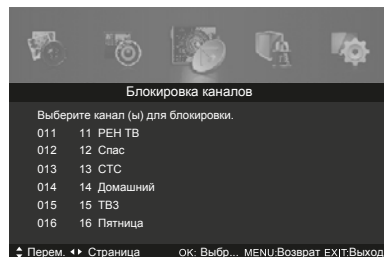 Блокировка каналов
Выберите канал (ы) для блокировки.
011 11 РЕН ТВ
012 12 Спас
013 13 СТС
014 14 Домашний
015 15 ТВ3
016 16 Пятница
Перем. Страница OK: Выбр... MENU:Возврат EXIT:Выход